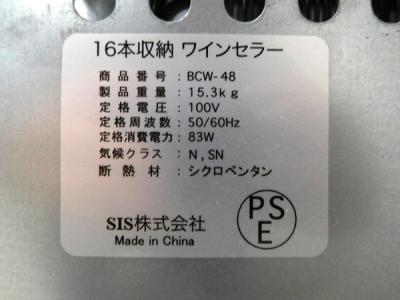 16本収納 ワインセラー
商品番号：BCW-48
製品重量：15.3kg
定格電圧：100V
定格周波数：50/60Hz
定格消費電力：83W
気候クラス：N,SN
断熱材：シクロペンタン
SIS株式会社
Made in China
PS
E